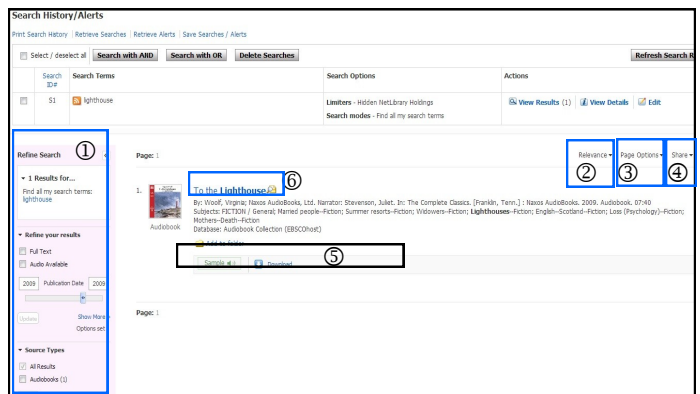 Search History/Alerts
Print Search History | Retrieve Searches | Retrieve Alerts | Save Searches / Alerts
Select / deselect all Search with AND Search with OR Delete Searches Refresh Search R
Search ID# Search Terms Search Options Actions
S1 lighthouse Limiters - Hidden NetLibrary Holdings View Results (1) View Details Edit
Search modes - Find all my search terms
Refine Search ① « Page: 1 Relevance Page Options Share
② ③ ④
1 Results for...
Find all my search terms:
lighthouse
1. To the Lighthouse ⑥
By: Woolf, Virginia; Naxos AudioBooks, Ltd. Narrator: Stevenson, Juliet. In: The Complete Classics. [Franklin, Tenn.] : Naxos AudioBooks. 2009. Audiobook. 07:40
Subjects: FICTION / General; Married people--Fiction; Summer resorts--Fiction; Widowers--Fiction; Lighthouses--Fiction; English--Scotland--Fiction; Loss (Psychology)--Fiction;
Mothers--Death--Fiction
Audiobook
Database: Audiobook Collection (EBSCOhost)
Add to folder
Sample Download ⑤
Refine your results
Full Text
Audio Available
2009 Publication Date 2009
Update Show More
Options set
Page: 1
Source Types
All Results
Audiobooks (1)